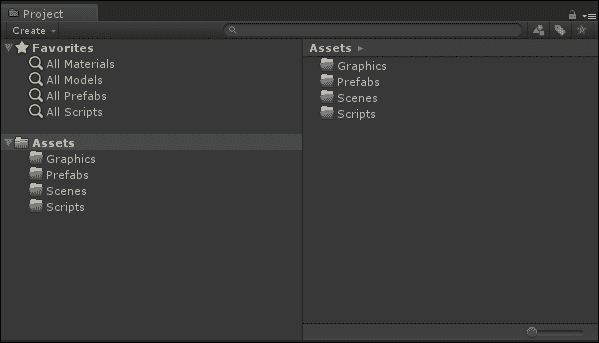 Project
Create
Favorites
All Materials
All Models
All Prefabs
All Scripts
Assets
Graphics
Prefabs
Scenes
Scripts
Assets
Graphics
Prefabs
Scenes
Scripts